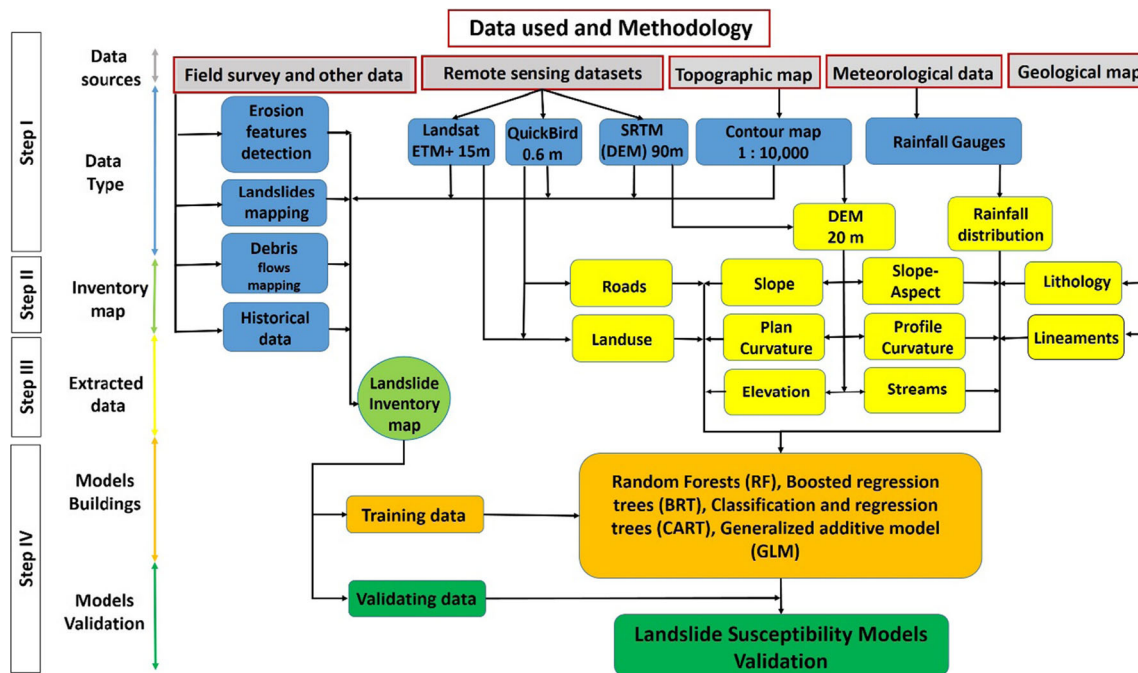 Data used and Methodology
Step I
Step II
Step III
Step IV
Data
sources
Data
Type
Inventory
map
Extracted
data
Models
Buildings
Models
Validation
Field survey and other data
Remote sensing datasets
Topographic map
Meteorological data
Geological map
Erosion
features
detection
Landslides
mapping
Debris
flows
mapping
Historical
data
Landsat
ETM+ 15m
QuickBird
0.6 m
SRTM
(DEM) 90m
Contour map
1 : 10,000
Rainfall Gauges
DEM
20 m
Rainfall
distribution
Roads
Slope
Slope-
Aspect
Lithology
Landuse
Plan
Curvature
Profile
Curvature
Lineaments
Elevation
Streams
Landslide
Inventory
map
Training data
Random Forests (RF), Boosted regression
trees (BRT), Classification and regression
trees (CART), Generalized additive model
(GLM)
Validating data
Landslide Susceptibility Models
Validation